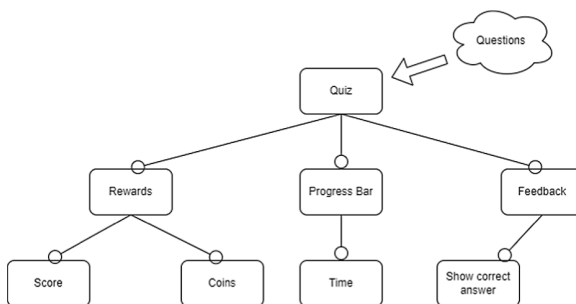 Questions
Quiz
Rewards
Progress Bar
Feedback
Score
Coins
Time
Show correct
answer